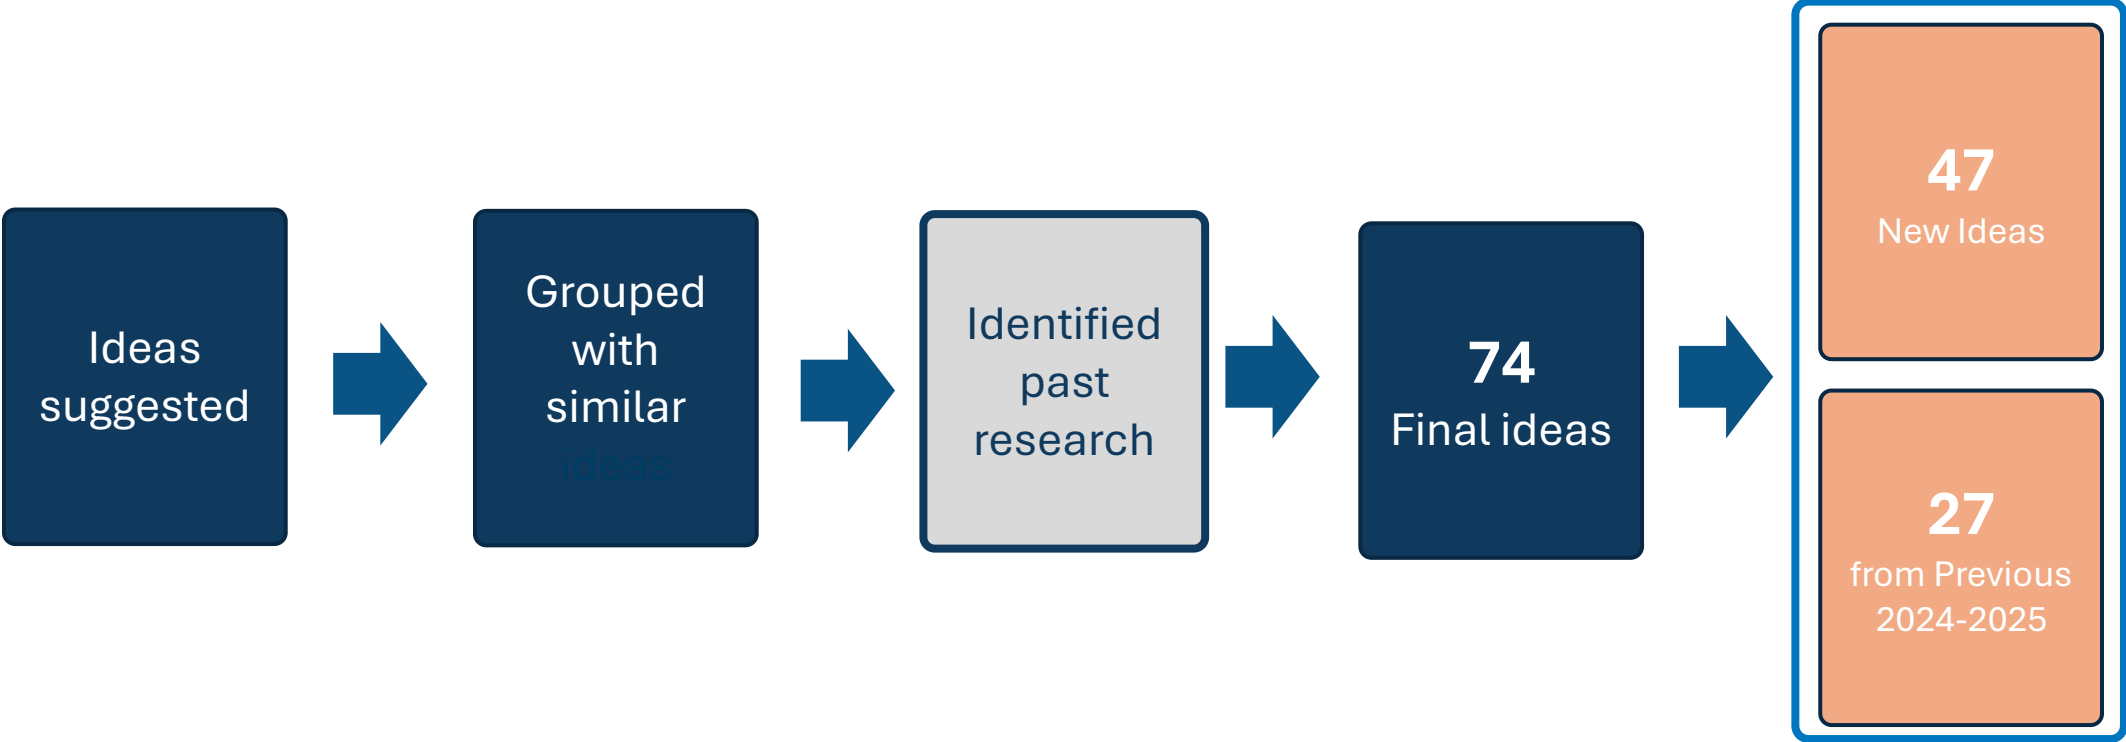 Ideas
suggested
Grouped
with
similar
ideas
Identified
past
research
74
Final ideas
47
New Ideas
27
from Previous
2024-2025